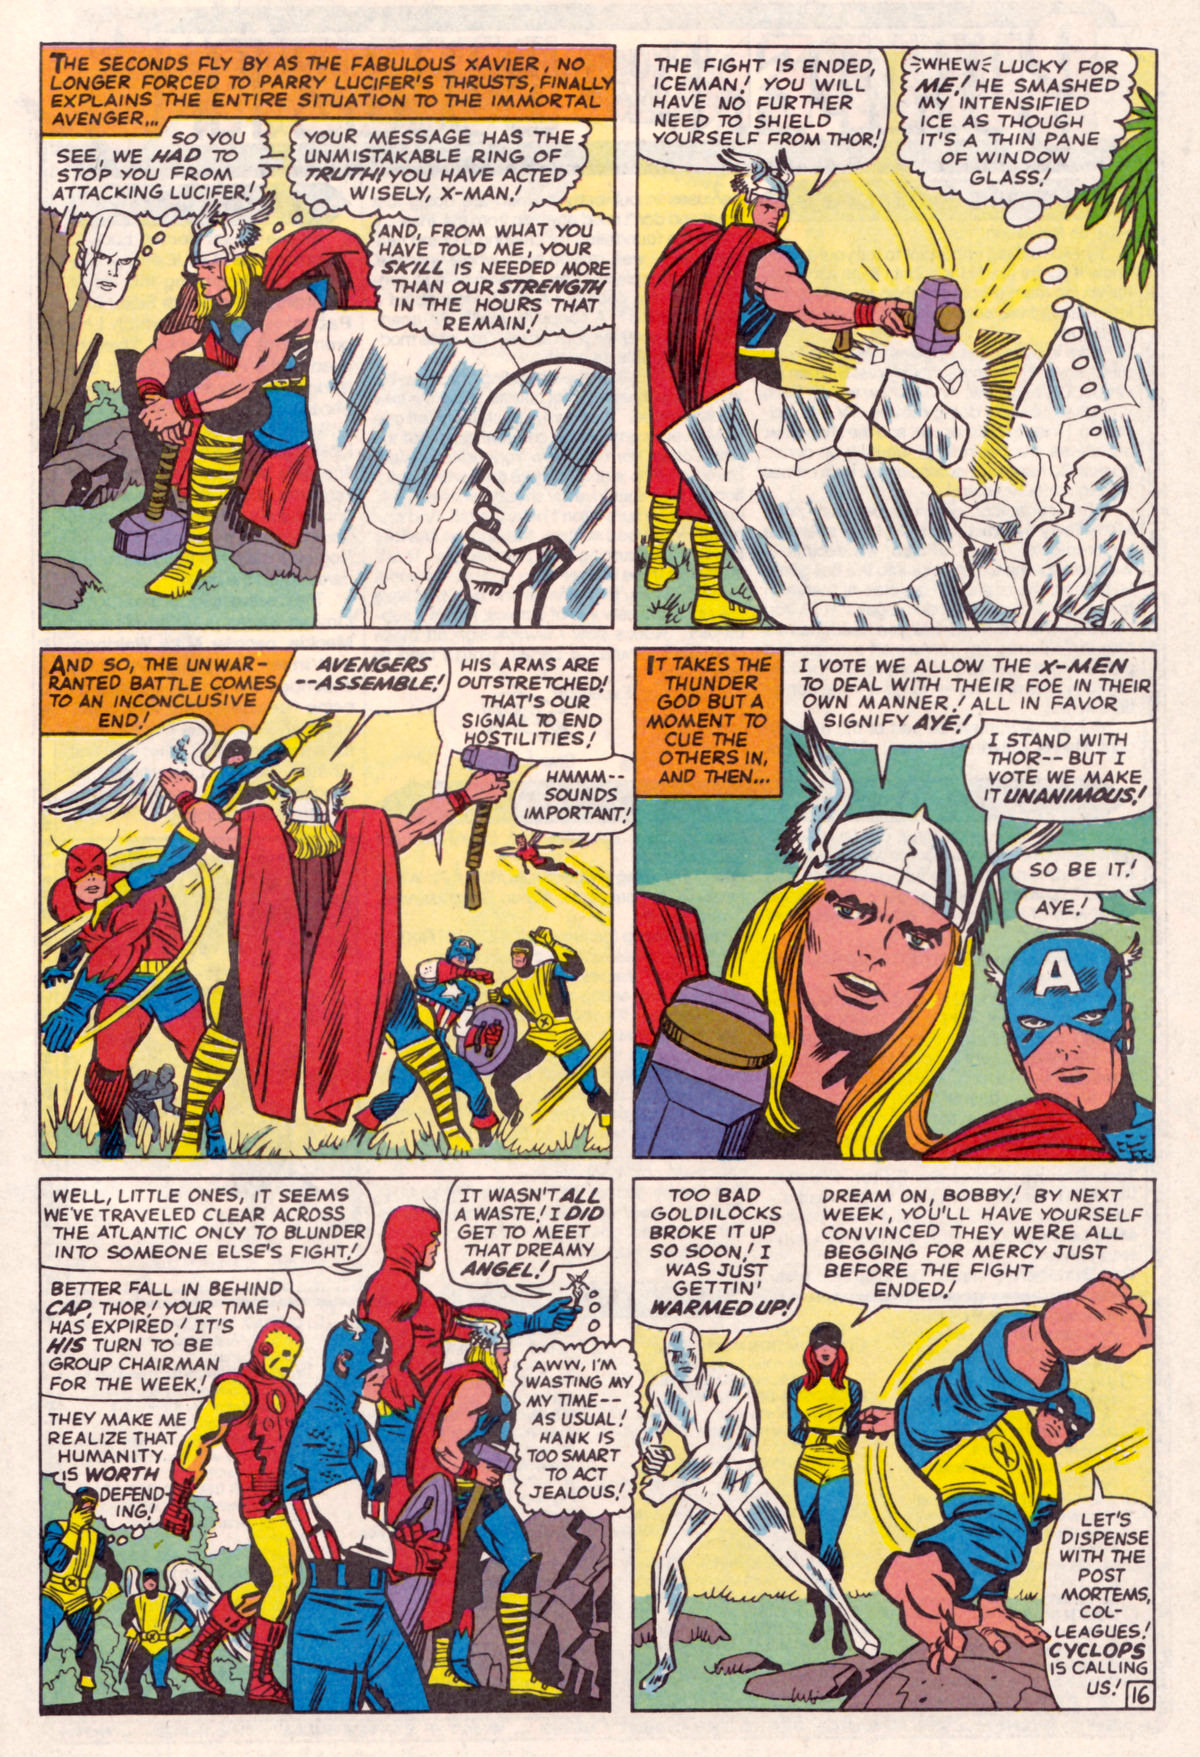 THE SECONDS FLY BY AS THE FABULOUS XAVIER, NO
LONGER FORCED TO PARRY LUCIFER'S THRUSTS, FINALLY
EXPLAINS THE ENTIRE SITUATION TO THE IMMORTAL
AVENGER...
SO YOU
SEE, WE HAD TO
STOP YOU FROM
ATTACKING LUCIFER!
YOUR MESSAGE HAS THE
UNMISTAKABLE RING OF
TRUTH! YOU HAVE ACTED
WISELY, X-MAN!
AND, FROM WHAT YOU
HAVE TOLD ME, YOUR
SKILL IS NEEDED MORE
THAN OUR STRENGTH
IN THE HOURS THAT
REMAIN!
THE FIGHT IS ENDED,
ICEMAN! YOU WILL
HAVE NO FURTHER
NEED TO SHIELD
YOURSELF FROM THOR!
WHEW LUCKY FOR
ME! HE SMASHED
MY INTENSIFIED
ICE AS THOUGH
IT'S A THIN PANE
OF WINDOW
GLASS!
AND SO, THE UNWAR-
RANTED BATTLE COMES
TO AN INCONCLUSIVE
END!
AVENGERS
--ASSEMBLE!
HIS ARMS ARE
OUTSTRETCHED!
THAT'S OUR
SIGNAL TO END
HOSTILITIES!
HMMM--
SOUNDS
IMPORTANT!
IT TAKES THE
THUNDER
GOD BUT A
MOMENT TO
CUE THE
OTHERS IN,
AND THEN...
I VOTE WE ALLOW THE X-MEN
TO DEAL WITH THEIR FOE IN THEIR
OWN MANNER! ALL IN FAVOR
SIGNIFY AYE!
I STAND WITH
THOR-- BUT I
VOTE WE MAKE
IT UNANIMOUS!
SO BE IT!
AYE!
A
WELL, LITTLE ONES, IT SEEMS
WE'VE TRAVELED CLEAR ACROSS
THE ATLANTIC ONLY TO BLUNDER
INTO SOMEONE ELSE'S FIGHT!
IT WASN'T ALL
A WASTE! I DID
GET TO MEET
THAT DREAMY
ANGEL!
BETTER FALL IN BEHIND
CAP, THOR! YOUR TIME
HAS EXPIRED! IT'S
HIS TURN TO BE
GROUP CHAIRMAN
FOR THE WEEK!
AWW, I'M
WASTING MY
MY TIME--
AS USUAL!
HANK IS
TOO SMART
TO ACT
JEALOUS!
THEY MAKE ME
REALIZE THAT
HUMANITY
IS WORTH
DEFEND-
ING!
TOO BAD
GOLDILOCKS
BROKE IT UP
SO SOON! I
WAS JUST
GETTIN'
WARMED UP!
DREAM ON, BOBBY! BY NEXT
WEEK, YOU'LL HAVE YOURSELF
CONVINCED THEY WERE ALL
BEGGING FOR MERCY JUST
BEFORE THE FIGHT
ENDED!
LET'S
DISPENSE
WITH THE
POST
MORTEMS,
COL-
LEAGUES!
CYCLOPS
IS CALLING
US!
16